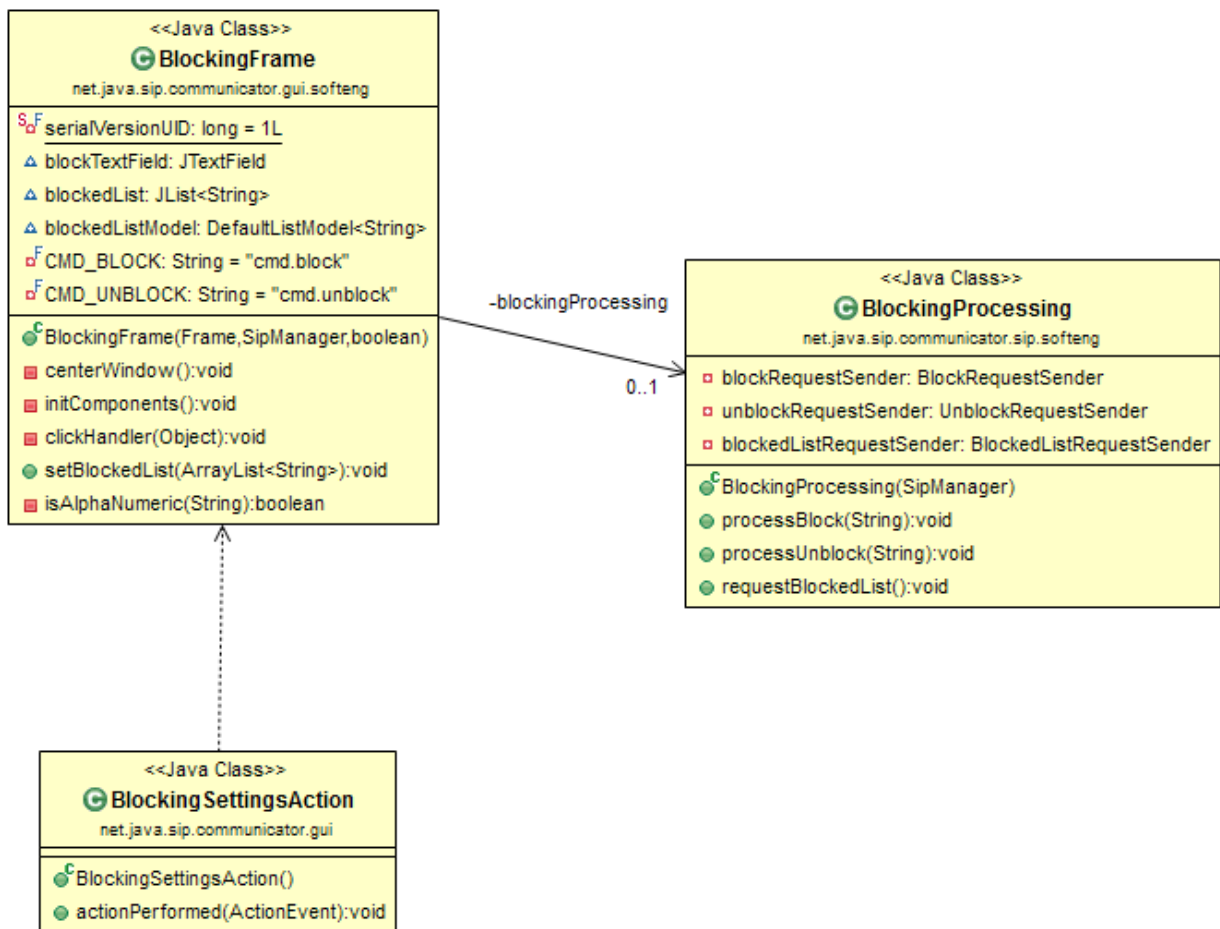 <<Java Class>>
BlockingFrame
net.java.sip.communicator.gui.softeng
serialVersionUID: long = 1L
blockTextField: JTextField
blockedList: JList<String>
blockedListModel: DefaultListModel<String>
CMD_BLOCK: String = "cmd.block"
CMD_UNBLOCK: String = "cmd.unblock"
BlockingFrame(Frame,SipManager,boolean)
centerWindow():void
initComponents():void
clickHandler(Object):void
setBlockedList(ArrayList<String>):void
isAlphaNumeric(String):boolean
-blockingProcessing
0..1
<<Java Class>>
BlockingProcessing
net.java.sip.communicator.sip.softeng
blockRequestSender: BlockRequestSender
unblockRequestSender: UnblockRequestSender
blockedListRequestSender: BlockedListRequestSender
BlockingProcessing(SipManager)
processBlock(String):void
processUnblock(String):void
requestBlockedList():void
<<Java Class>>
BlockingSettingsAction
net.java.sip.communicator.gui
BlockingSettingsAction()
actionPerformed(ActionEvent):void